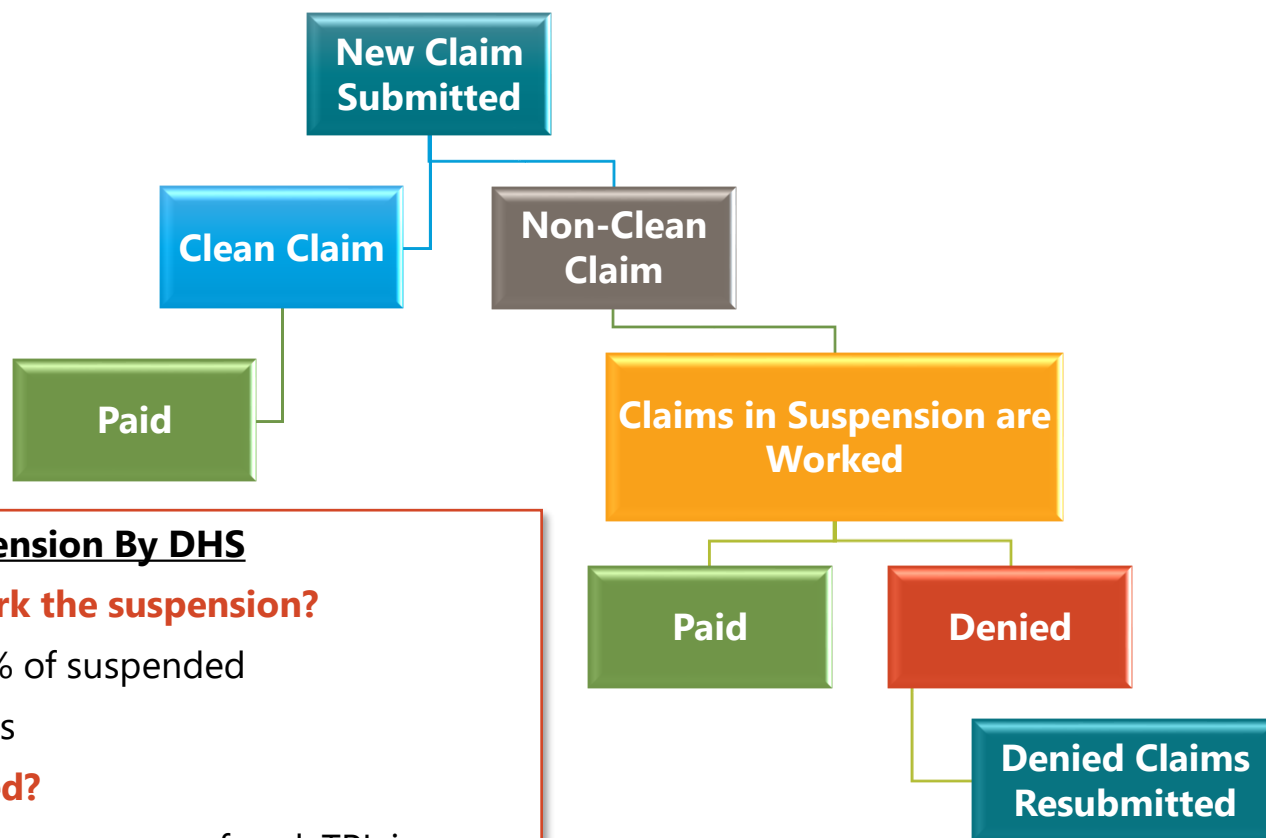 New Claim
Submitted
Clean Claim
Non-Clean
Claim
Paid
Claims in Suspension are
Worked
Paid
Denied
Denied Claims
Resubmitted
ension By DHS
rk the suspension?
% of suspended
s
d?